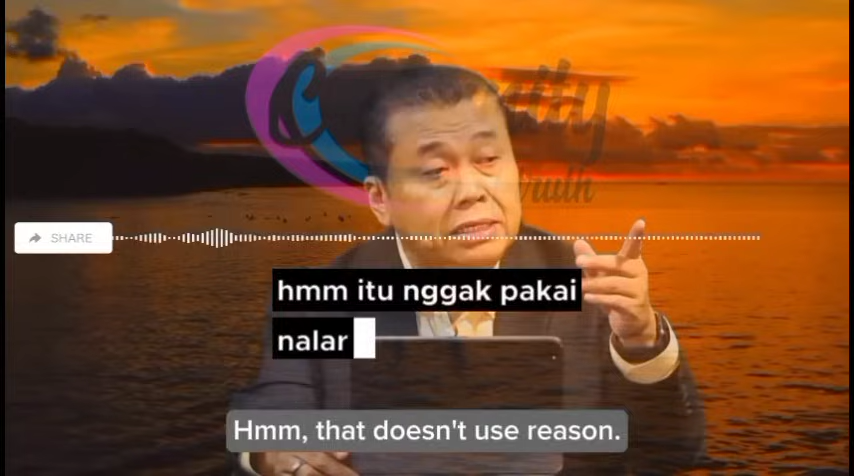 SHARE
hmm itu nggak pakai
nalar
Hmm, that doesn't use reason.